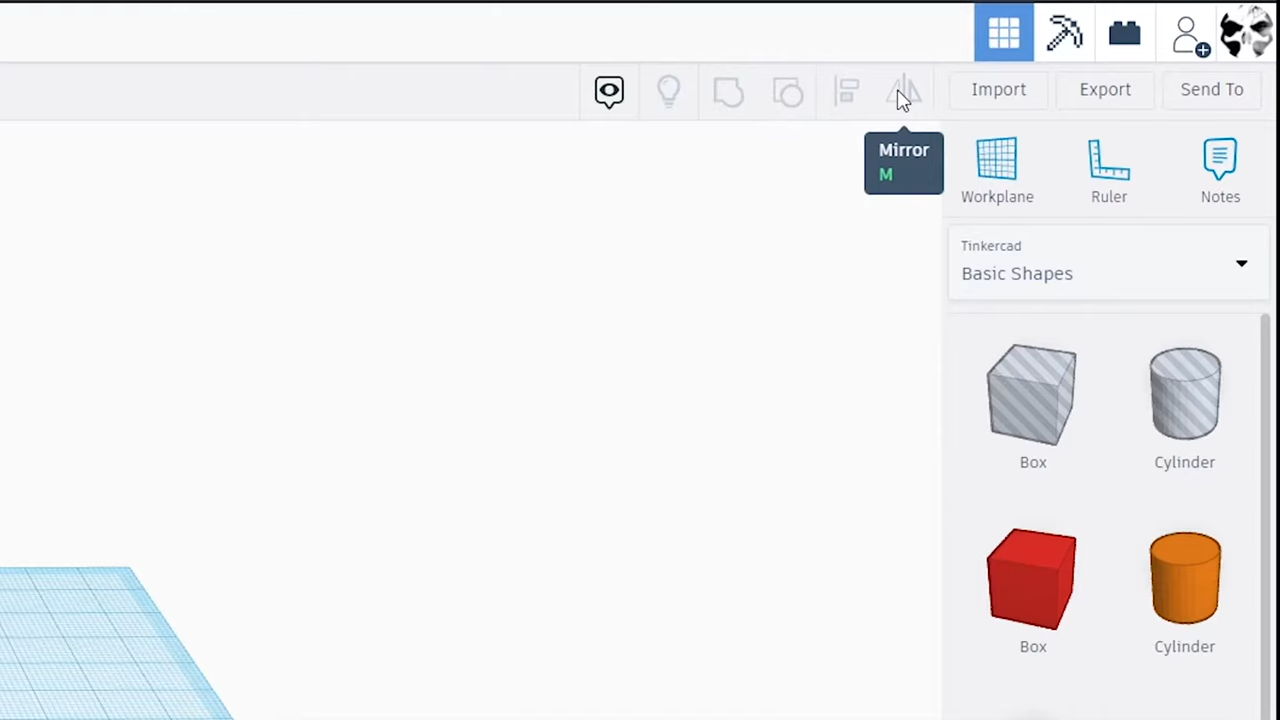 Import
Export
Send To
Mirror
M
Workplane
Ruler
Notes
Tinkercad
Basic Shapes
Box
Cylinder
Box
Cylinder